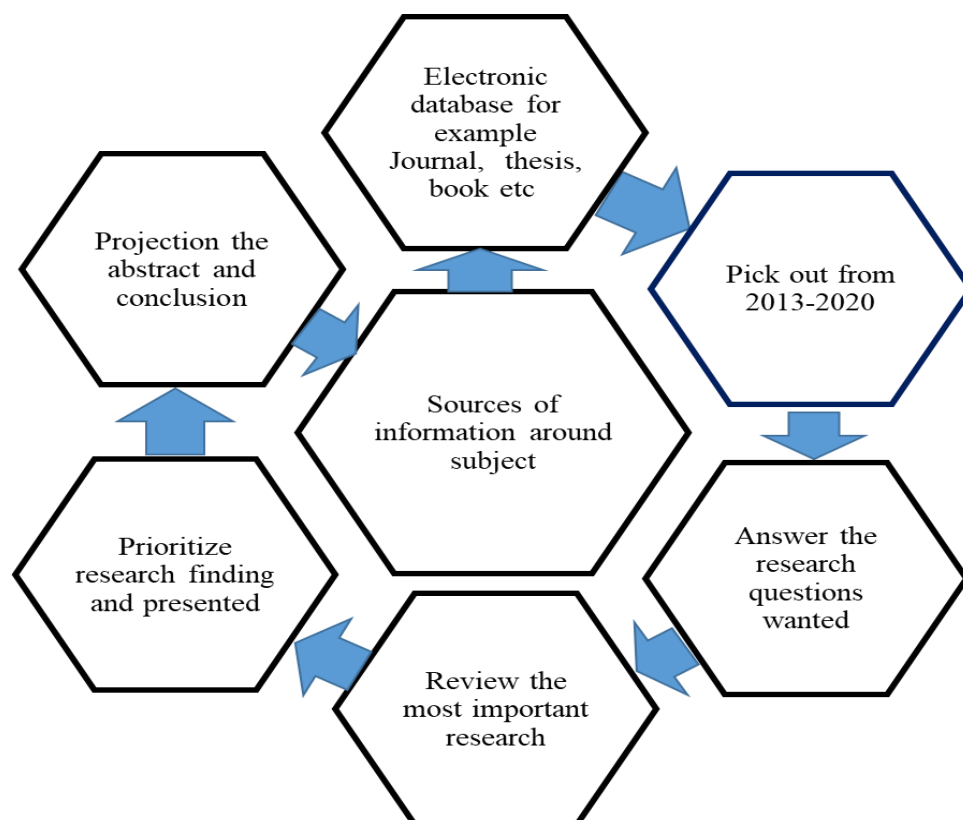 Electronic
database for
example
Journal, thesis,
book etc
Projection the
abstract and
conclusion
Pick out from
2013-2020
Sources of
information around
subject
Prioritize
research finding
and presented
Answer the
research
questions
wanted
Review the
most important
research